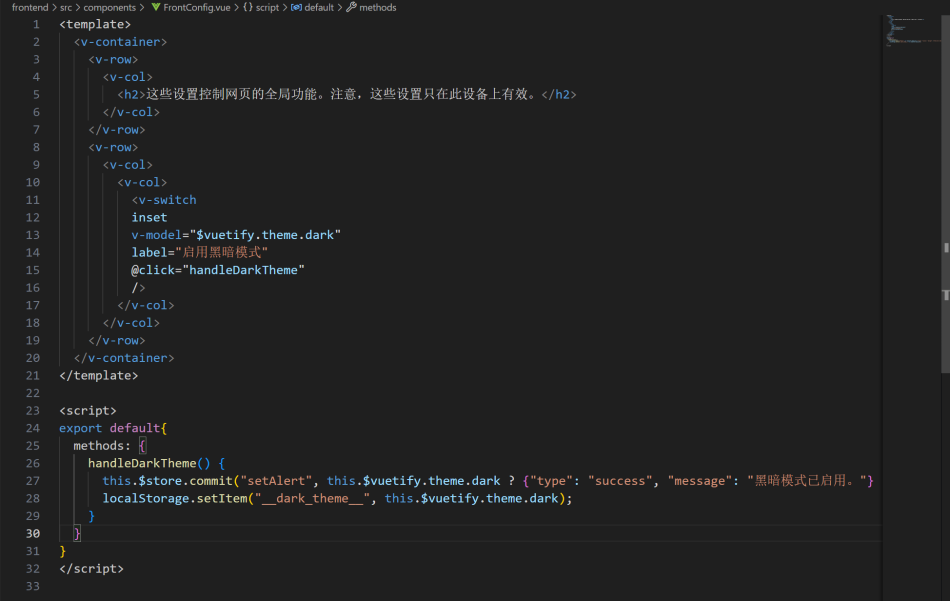 frontend > src > components > FrontConfig.vue > {} script > default > methods
1 <template>
2 <v-container>
3 <v-row>
4 <v-col>
5 <h2>这些设置控制网页的全局功能。注意，这些设置只在此设备上有效。</h2>
6 </v-col>
7 </v-row>
8 <v-row>
9 <v-col>
10 <v-col>
11 <v-switch
12 inset
13 v-model="$vuetify.theme.dark"
14 label="启用黑暗模式"
15 @click="handleDarkTheme"
16 />
17 </v-col>
18 </v-col>
19 </v-row>
20 </v-container>
21 </template>
22
23 <script>
24 export default{
25 methods: {
26 handleDarkTheme() {
27 this.$store.commit("setAlert", this.$vuetify.theme.dark ? {"type": "success", "message": "黑暗模式已启用。"}
28 localStorage.setItem("__dark_theme__", this.$vuetify.theme.dark);
29 }
30 }
31 }
32 </script>
33